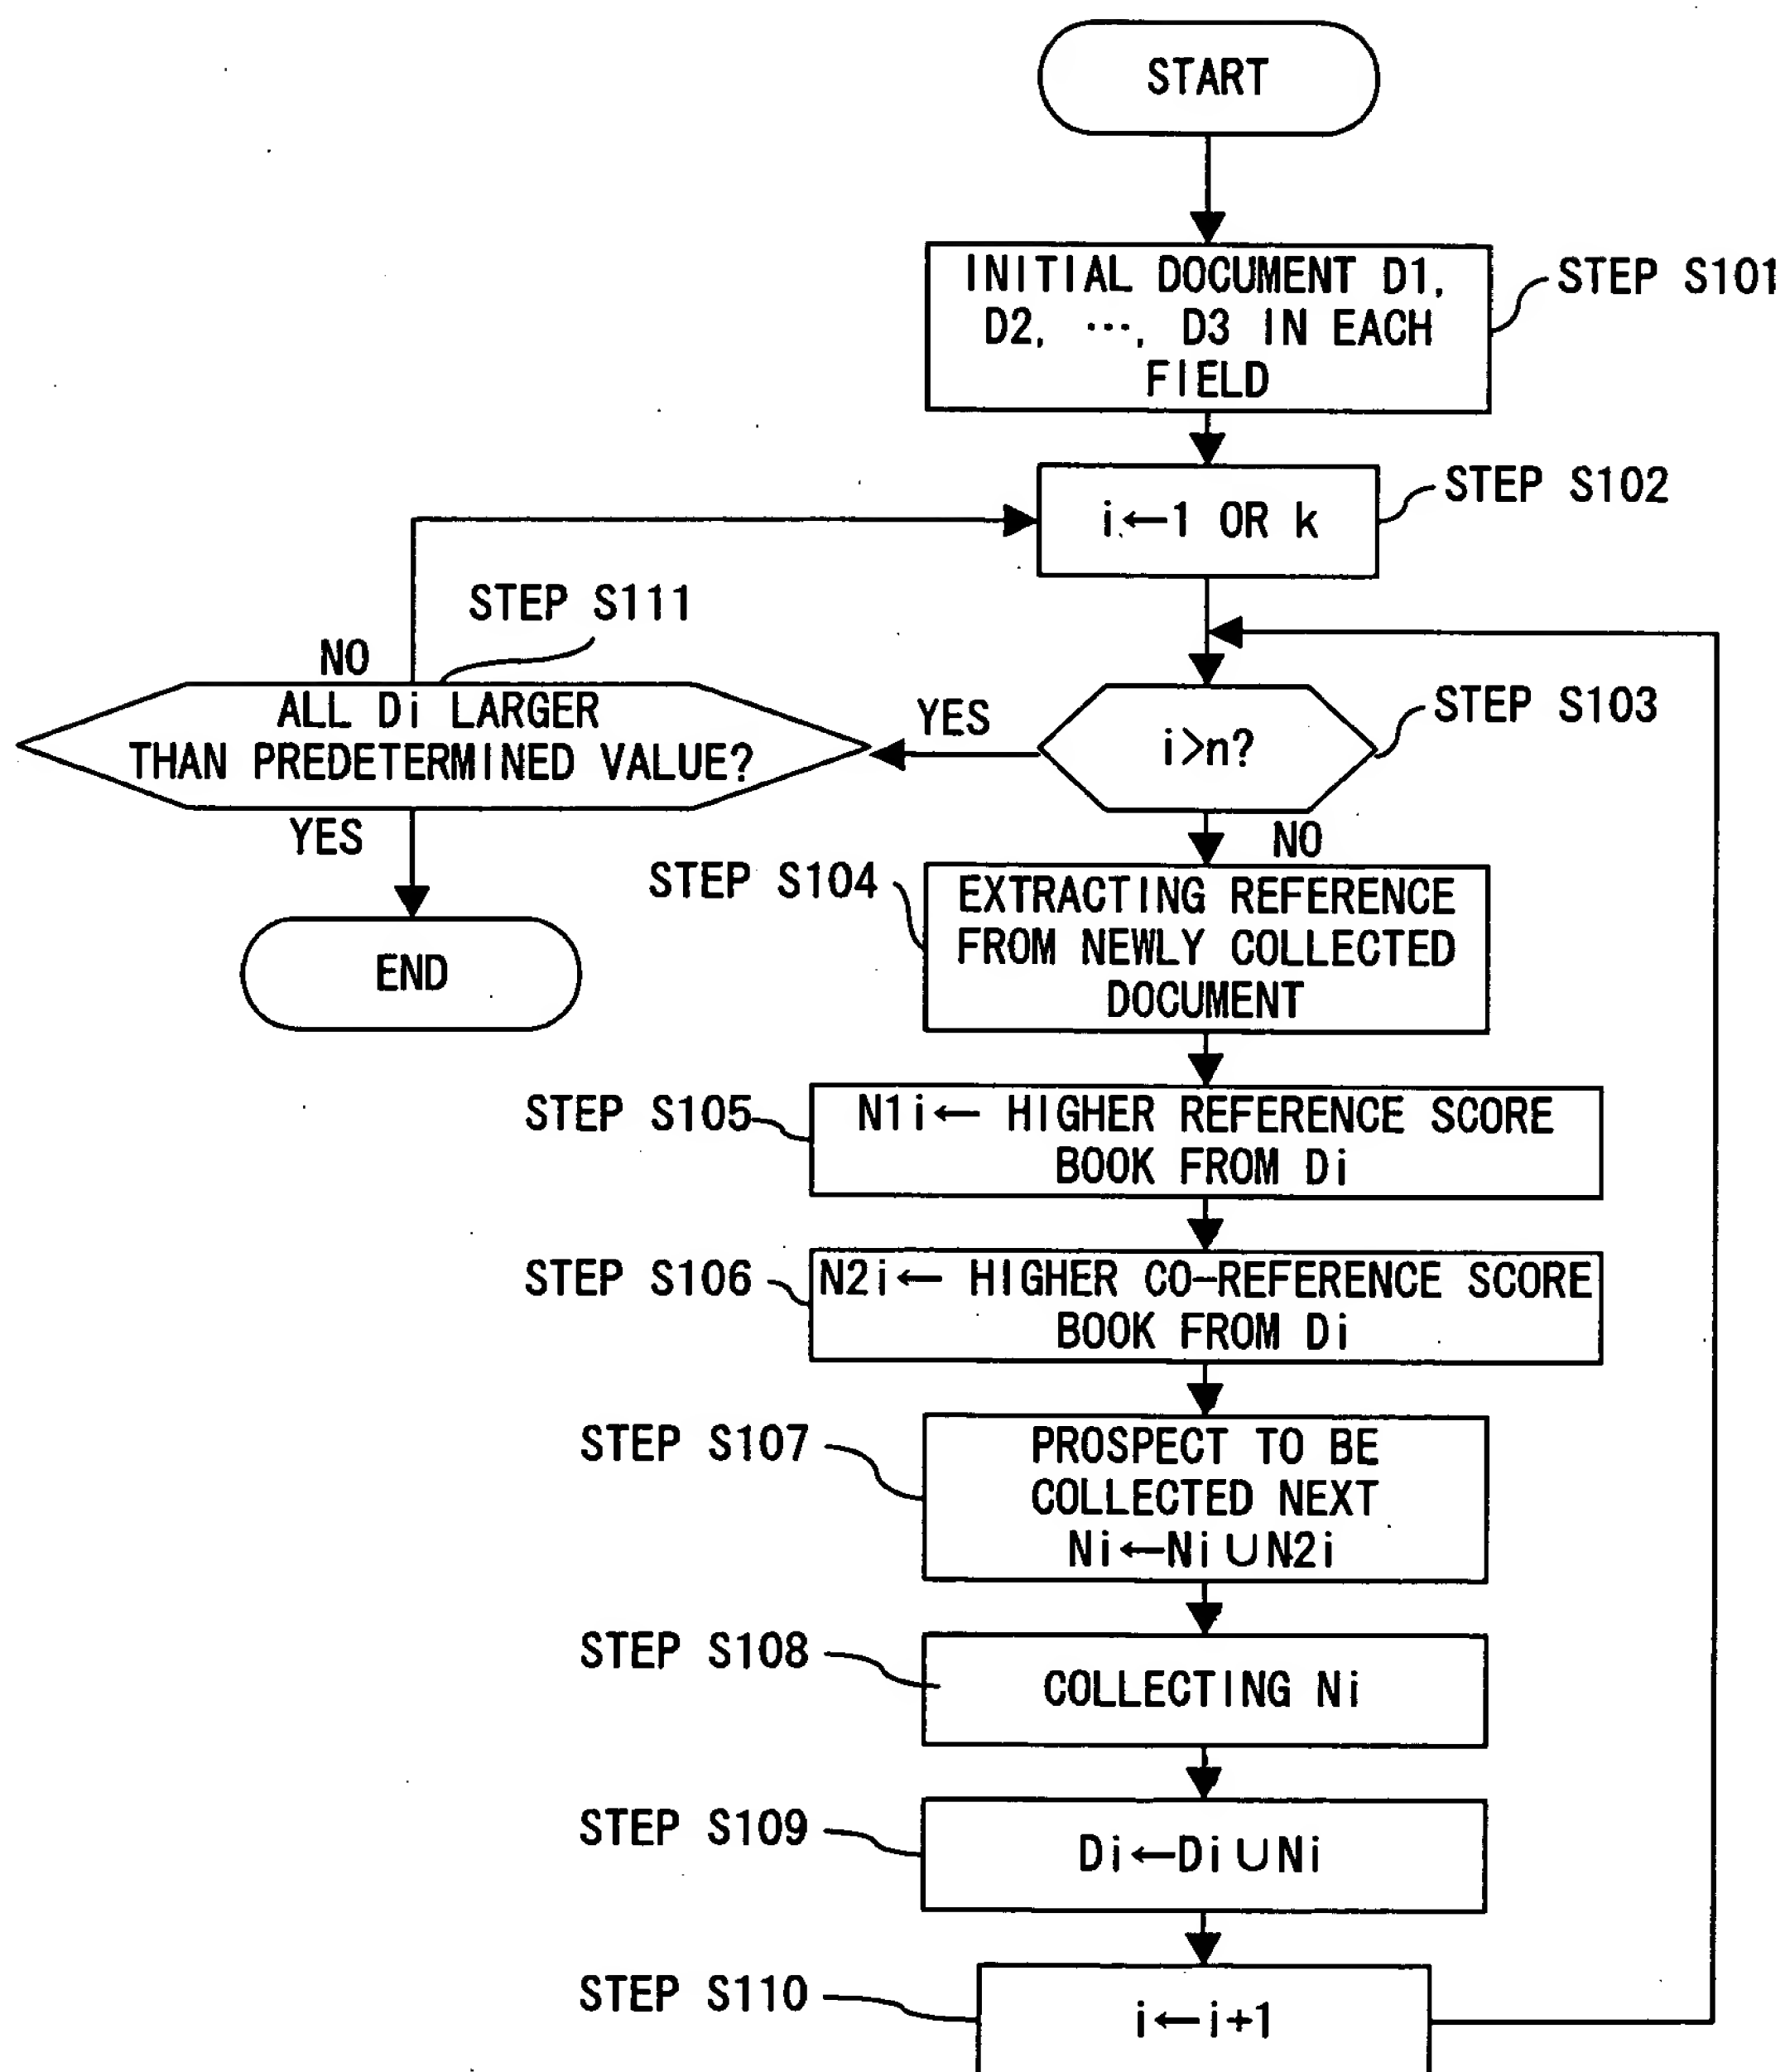 START
INITIAL DOCUMENT D1,
D2, ･･･, D3 IN EACH
FIELD
STEP S101
i←1 OR k
STEP S102
STEP S111
NO
ALL Di LARGER
THAN PREDETERMINED VALUE?
YES
i>n?
STEP S103
YES
NO
END
STEP S104
EXTRACTING REFERENCE
FROM NEWLY COLLECTED
DOCUMENT
STEP S105
N1i← HIGHER REFERENCE SCORE
BOOK FROM Di
STEP S106
N2i← HIGHER CO-REFERENCE SCORE
BOOK FROM Di
STEP S107
PROSPECT TO BE
COLLECTED NEXT
Ni←Ni∪N2i
STEP S108
COLLECTING Ni
STEP S109
Di←Di∪Ni
STEP S110
i←i+1